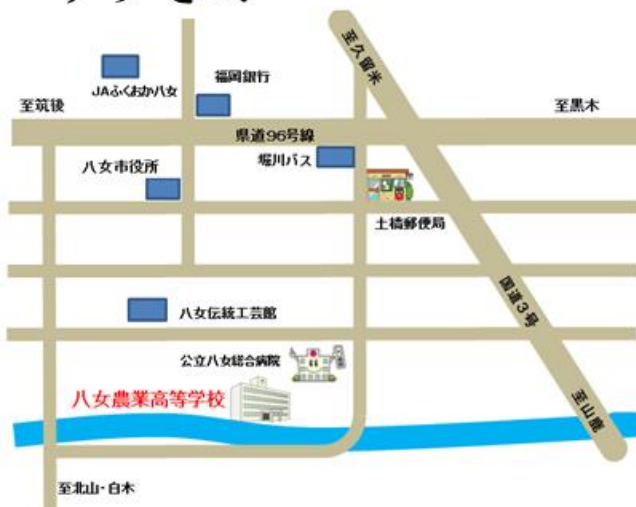 JAふくおか八女
福岡銀行
至久留米
至筑後
至黒木
県道96号線
八女市役所
堀川バス
土橋郵便局
国道3号
八女伝統工芸館
公立八女総合病院
八女農業高等学校
至山鹿
至北山・白木